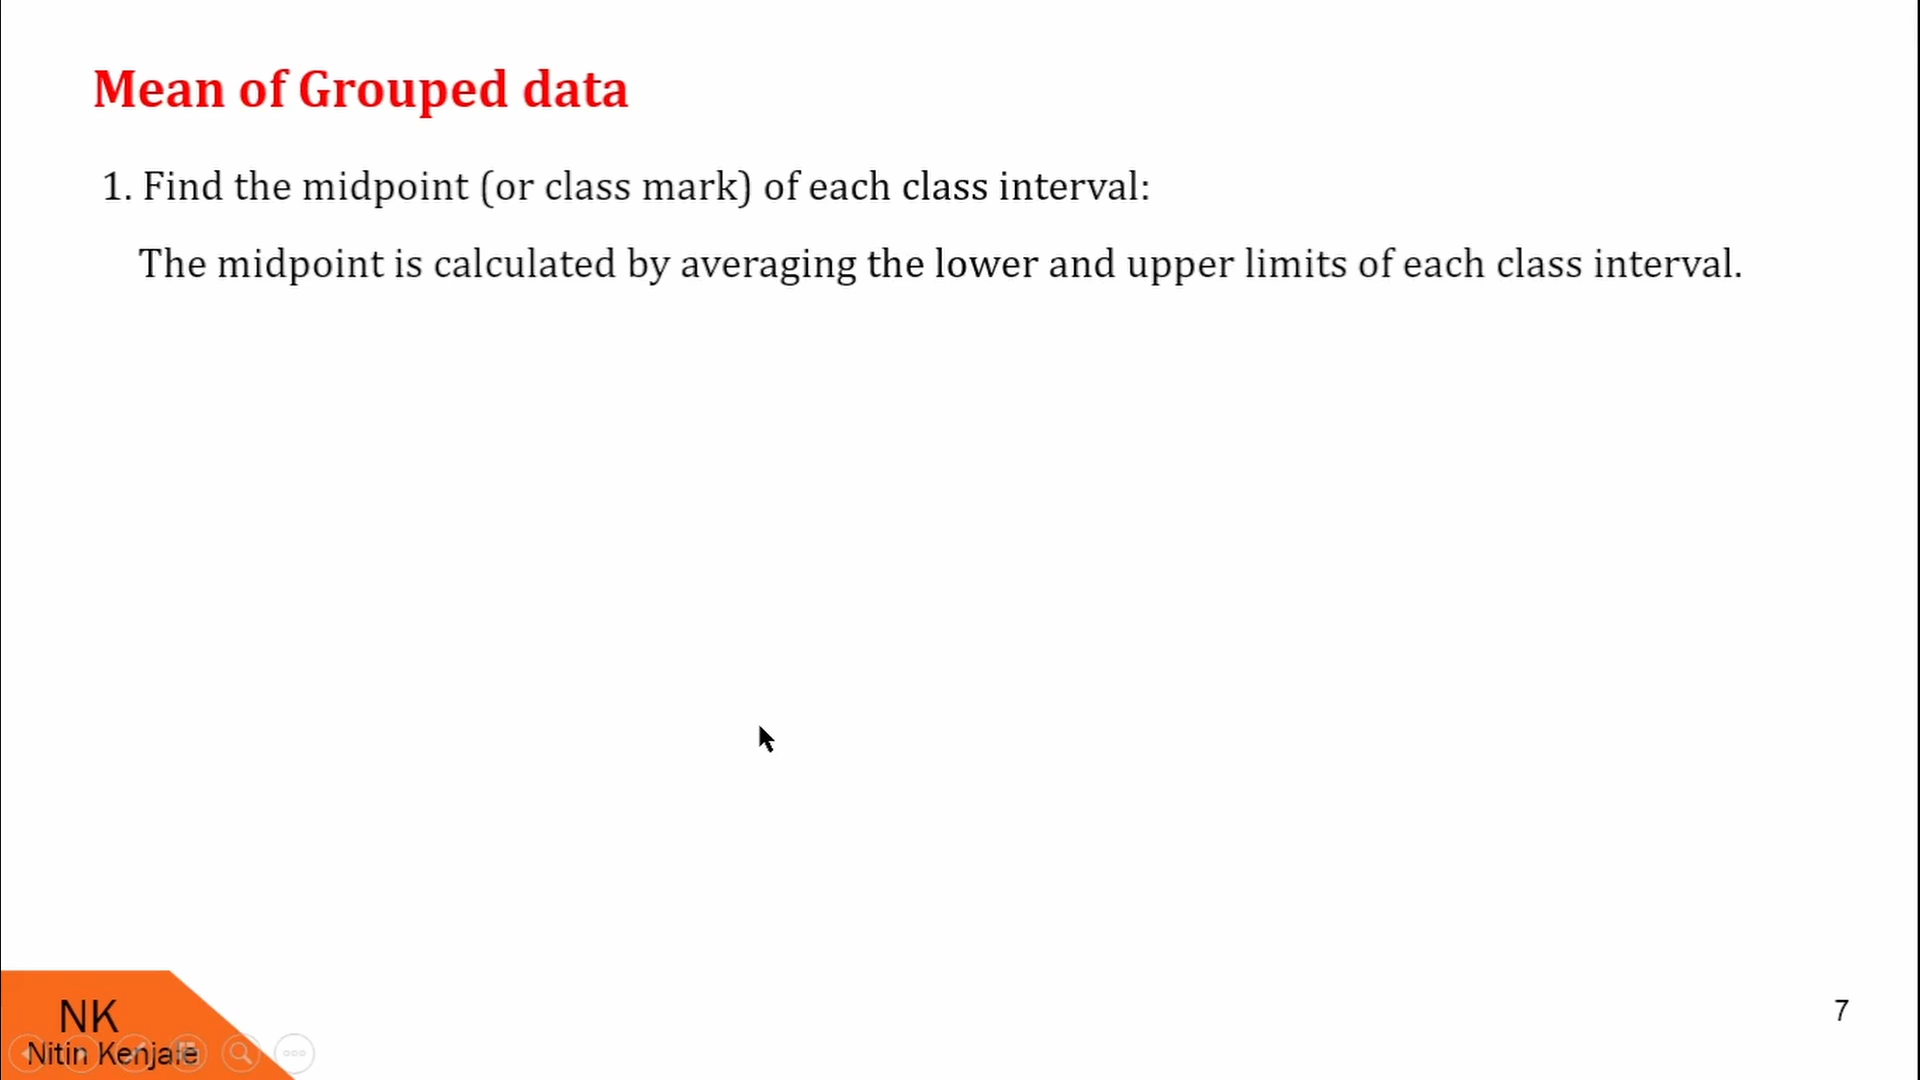 Mean of Grouped data
1. Find the midpoint (or class mark) of each class interval:
The midpoint is calculated by averaging the lower and upper limits of each class interval.
NK
Nitin Kenjale
7